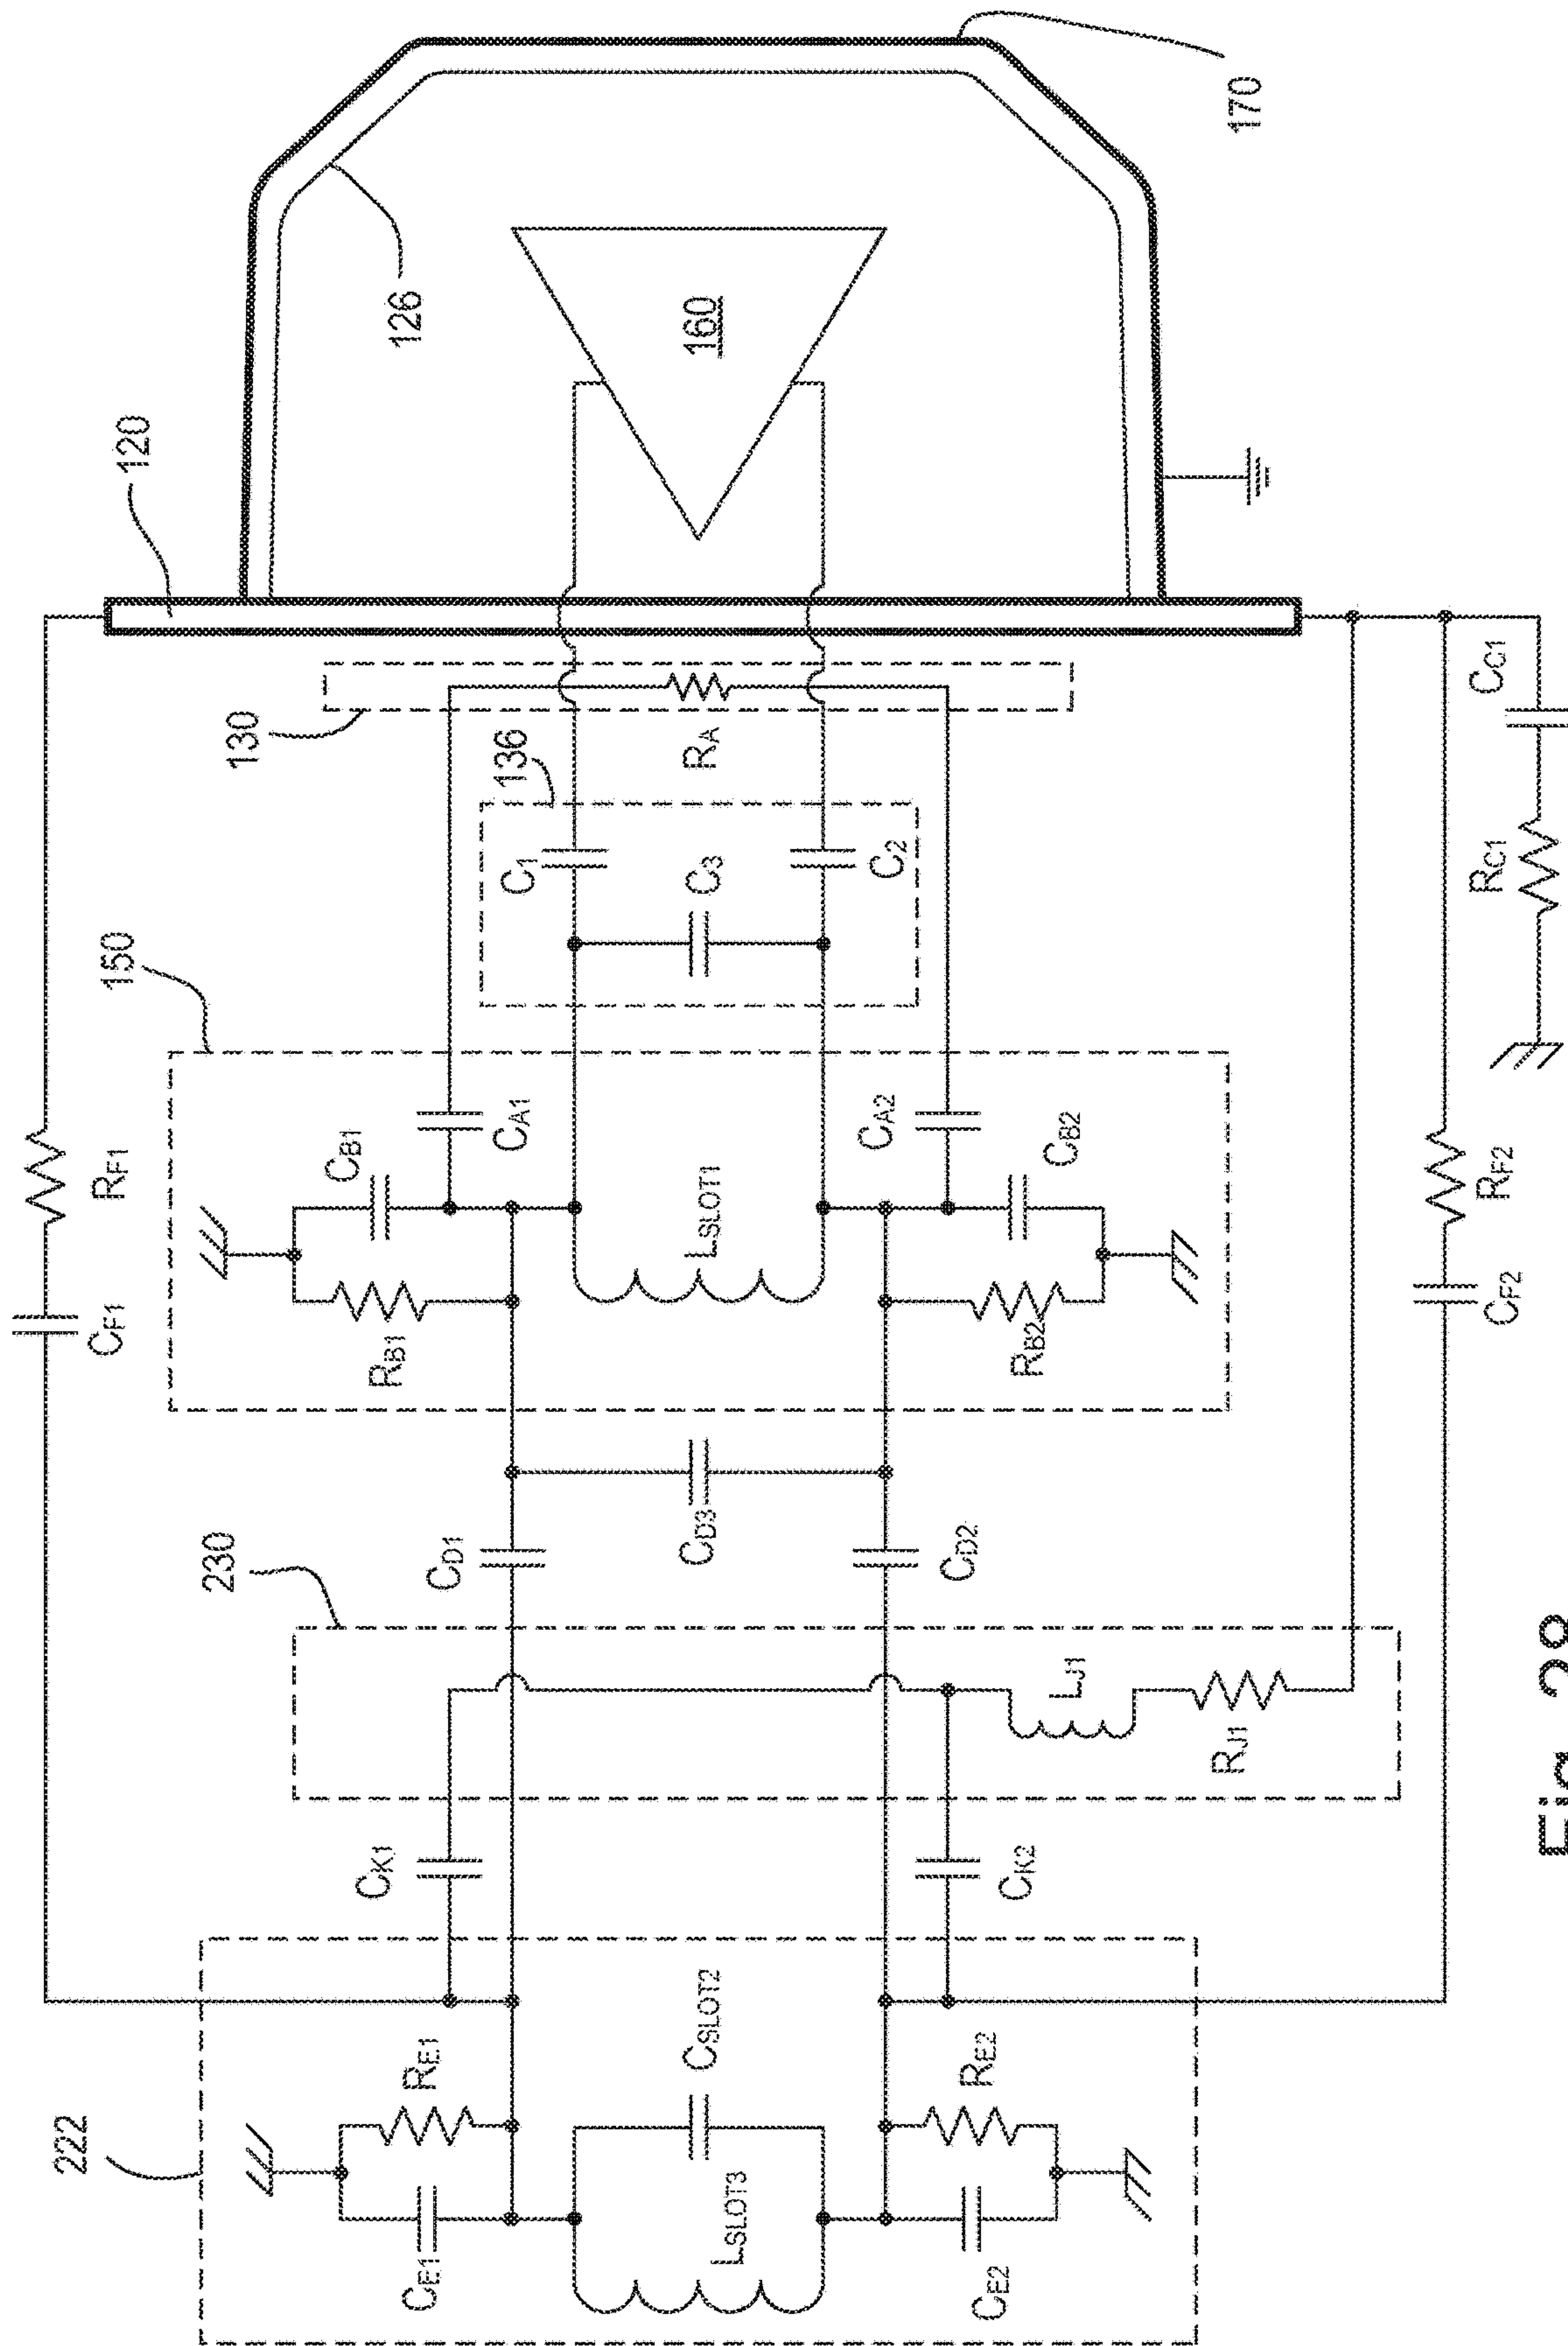 222
CF1
RF1
150
120
230
130
CB1
CK1
RB1
126
CE1
RE1
CD1
CA1
136
C1
CSLOT2
CD3
LSLOT1
C3
RA
160
LSLOT3
CA2
C2
CD2
RE2
CE2
CK2
RB2
CB2
LJ1
RJ1
170
CF2
RF2
RC1
CC1
Fig. 28